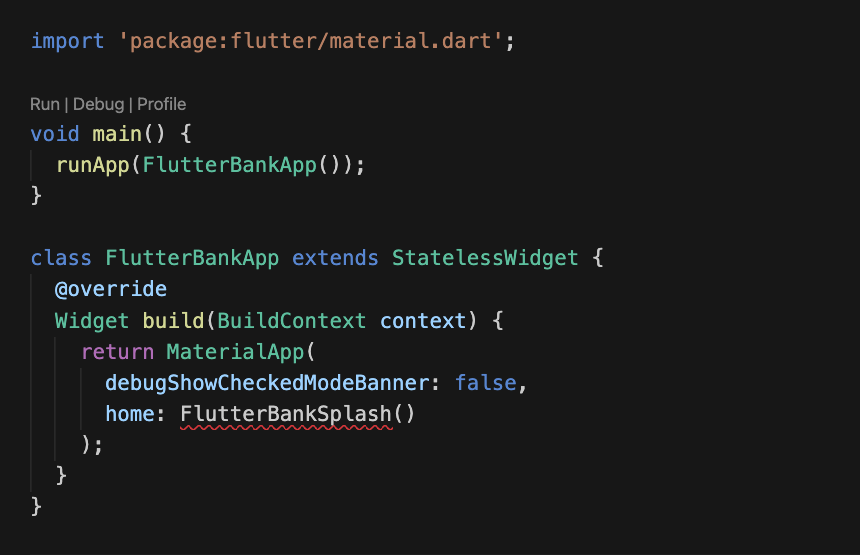 import 'package:flutter/material.dart';
Run | Debug | Profile
void main() {
  runApp(FlutterBankApp());
}
class FlutterBankApp extends StatelessWidget {
  @override
  Widget build(BuildContext context) {
    return MaterialApp(
      debugShowCheckedModeBanner: false,
      home: FlutterBankSplash()
    );
  }
}